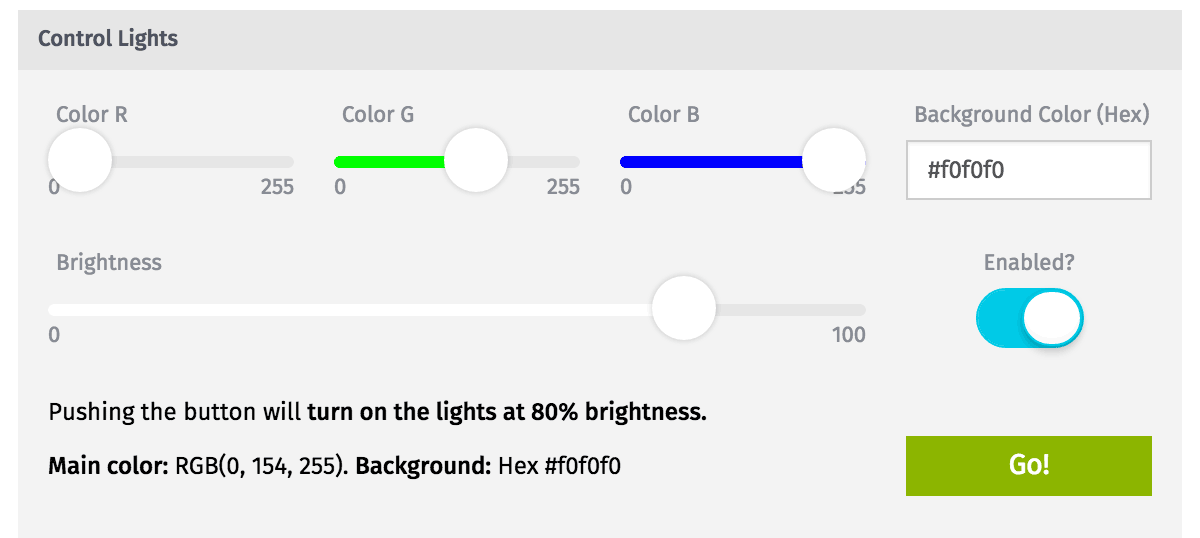 Control Lights
Color R Color G Color B Background Color (Hex)
#f0f0f0
0 255 0 255 0 255
Brightness Enabled?
0 100
Pushing the button will turn on the lights at 80% brightness.
Main color: RGB(0, 154, 255). Background: Hex #f0f0f0
Go!